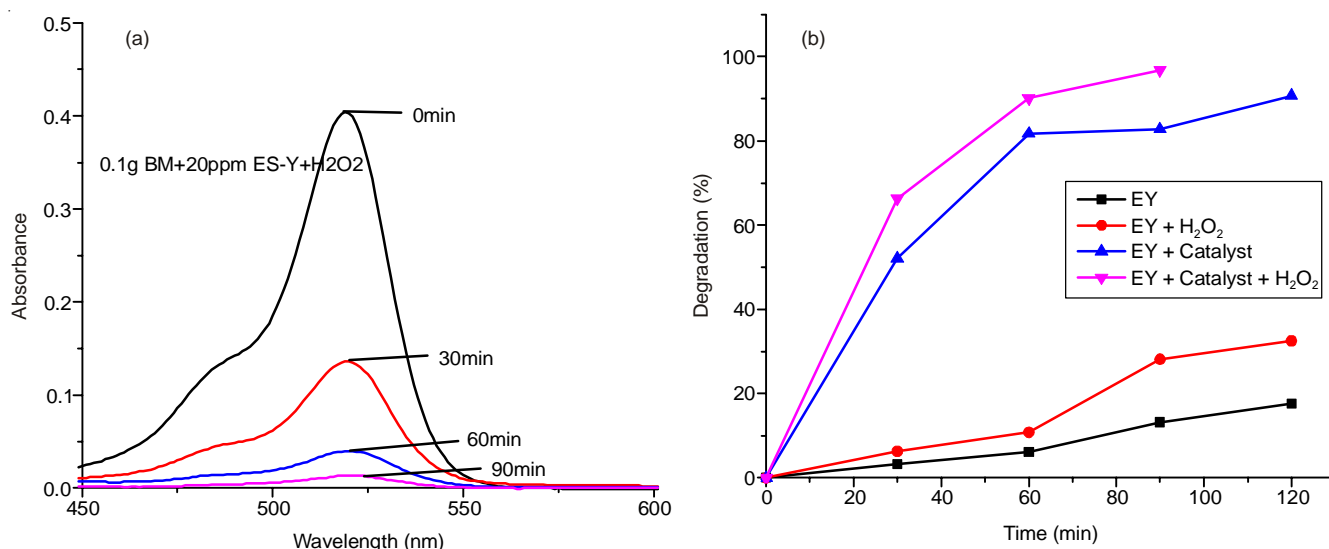 (a)
0.5
0.4
0.3
0.2
0.1
0.0
Absorbance
0min
0.1g BM+20ppm ES-Y+H2O2
30min
60min
90min
450
500
550
600
Wavelength (nm)
(b)
100
80
60
40
20
0
Degradation (%)
EY
EY + H₂O₂
EY + Catalyst
EY + Catalyst + H₂O₂
0
20
40
60
80
100
120
Time (min)